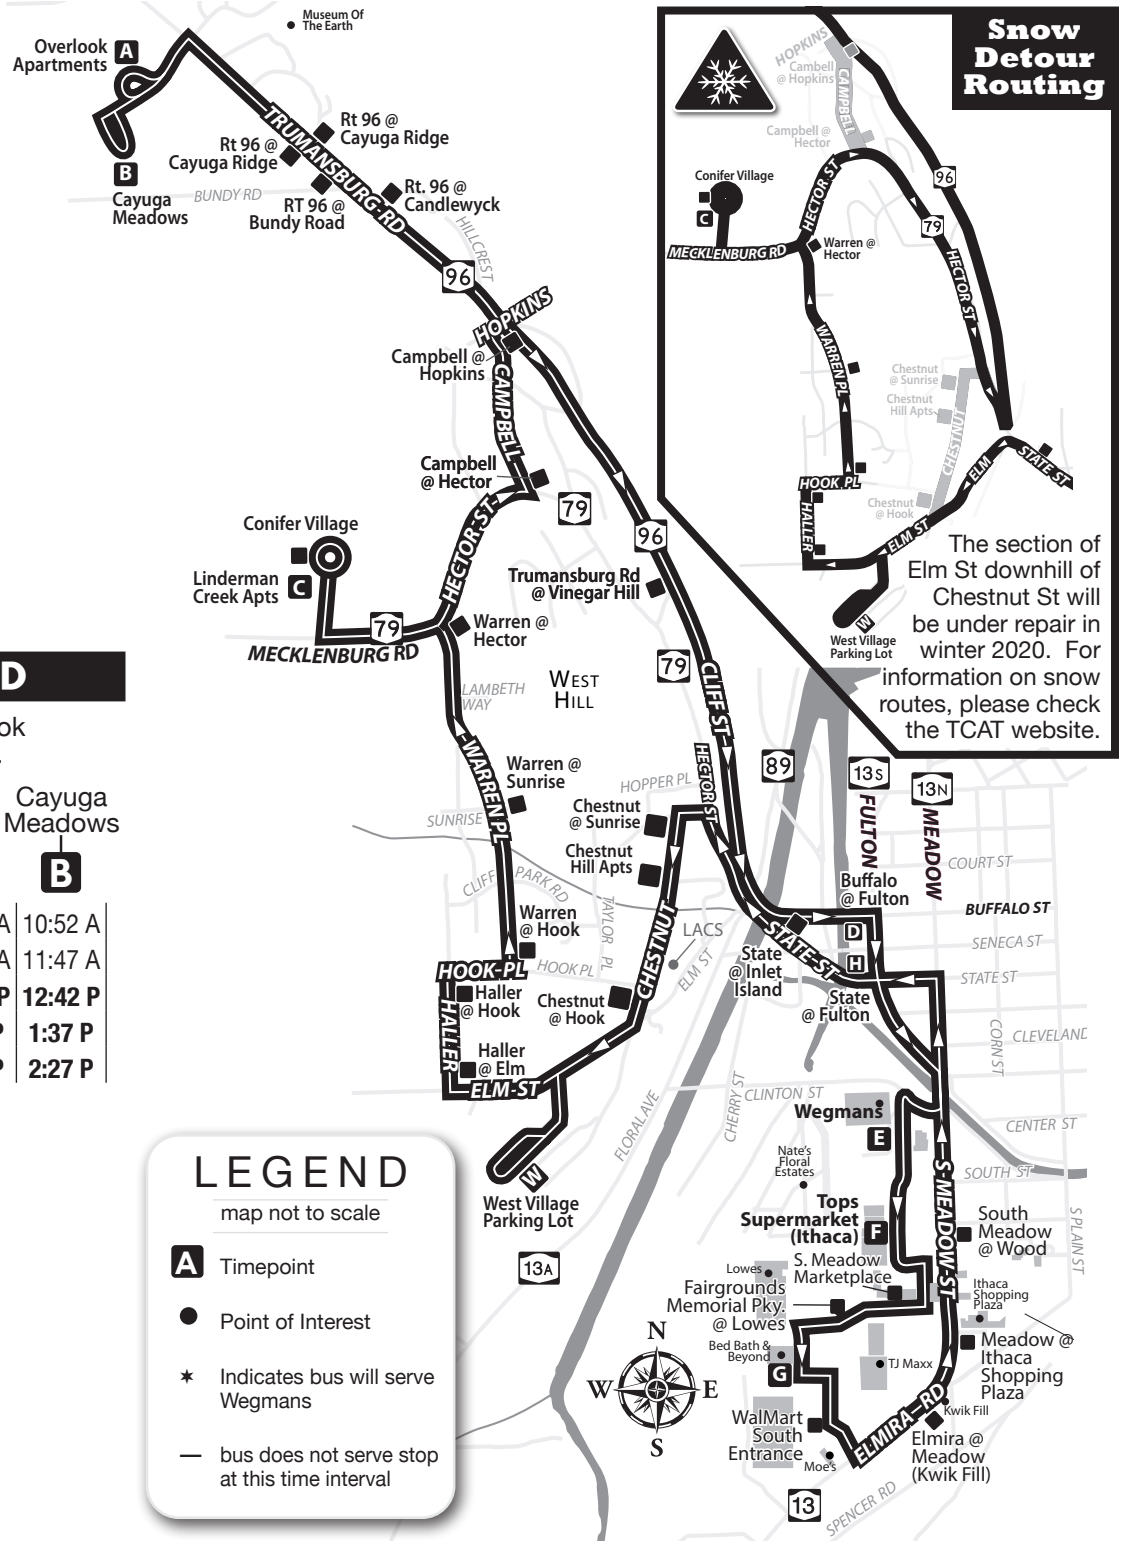 Museum Of
The Earth
Overlook
Apartments
A
B
Cayuga
Meadows
TRUMANSBURG RD
Rt 96 @
Cayuga Ridge
Rt 96 @
Cayuga Ridge
BUNDY RD
RT 96 @
Bundy Road
Rt. 96 @
Candlewyck
HILLCREST
96
HOPKINS
Campbell @
Hopkins
CAMPBELL
Campbell
@ Hector
79
HECTOR ST
Conifer Village
Linderman
Creek Apts
C
79
MECKLENBURG RD
Warren @
Hector
96
Trumansburg Rd
@ Vinegar Hill
WEST
HILL
79
CLIFF ST
LAMBETH
WAY
WARREN PL
Warren @
Sunrise
SUNRISE
HOPPER PL
HECTOR ST
Chestnut
@ Sunrise
Chestnut
Hill Apts
CLIFF PARK RD
TAYLOR PL
CHESTNUT
LACS
ELM ST
Warren
@ Hook
HOOK PL
HOOK PL
Haller
@ Hook
HALLER
Chestnut
@ Hook
Haller
@ Elm
ELM ST
W
West Village
Parking Lot
13A
FLORAL AVE
89
13S
FULTON
13N
MEADOW
COURT ST
Buffalo
@ Fulton
BUFFALO ST
D
SENECA ST
H
STATE ST
State
@ Inlet
Island
STATE ST
State
@ Fulton
CORN ST
CLEVELAND
CHERRY ST
CLINTON ST
Wegmans
E
CENTER ST
Nate's
Floral
Estates
SOUTH ST
Tops
Supermarket
(Ithaca)
F
S MEADOW ST
South
Meadow
@ Wood
S PLAIN ST
S. Meadow
Marketplace
Lowes
Fairgrounds
Memorial Pky.
@ Lowes
Ithaca
Shopping
Plaza
Bed Bath &
Beyond
G
TJ Maxx
Meadow @
Ithaca
Shopping
Plaza
N
W
E
S
WalMart
South
Entrance
Moe's
ELMIRA RD
Kwik Fill
Elmira @
Meadow
(Kwik Fill)
13
SPENCER RD
Snow
Detour
Routing
HOPKINS
Cambell
@ Hopkins
CAMPBELL
Campbell @
Hector
96
Conifer Village
C
HECTOR ST
79
MECKLENBURG RD
Warren @
Hector
HECTOR ST
WARREN PL
Chestnut
@ Sunrise
Chestnut
Hill Apts
CHESTNUT
HOOK PL
HALLER
Chestnut
@ Hook
ELM
STATE ST
ELM ST
W
West Village
Parking Lot
The section of
Elm St downhill of
Chestnut St will
be under repair in
winter 2020. For
information on snow
routes, please check
the TCAT website.
D
ok
Cayuga
Meadows
B
A 10:52 A
A 11:47 A
P 12:42 P
P 1:37 P
P 2:27 P
LEGEND
map not to scale
A Timepoint
Point of Interest
✶ Indicates bus will serve
Wegmans
— bus does not serve stop
at this time interval